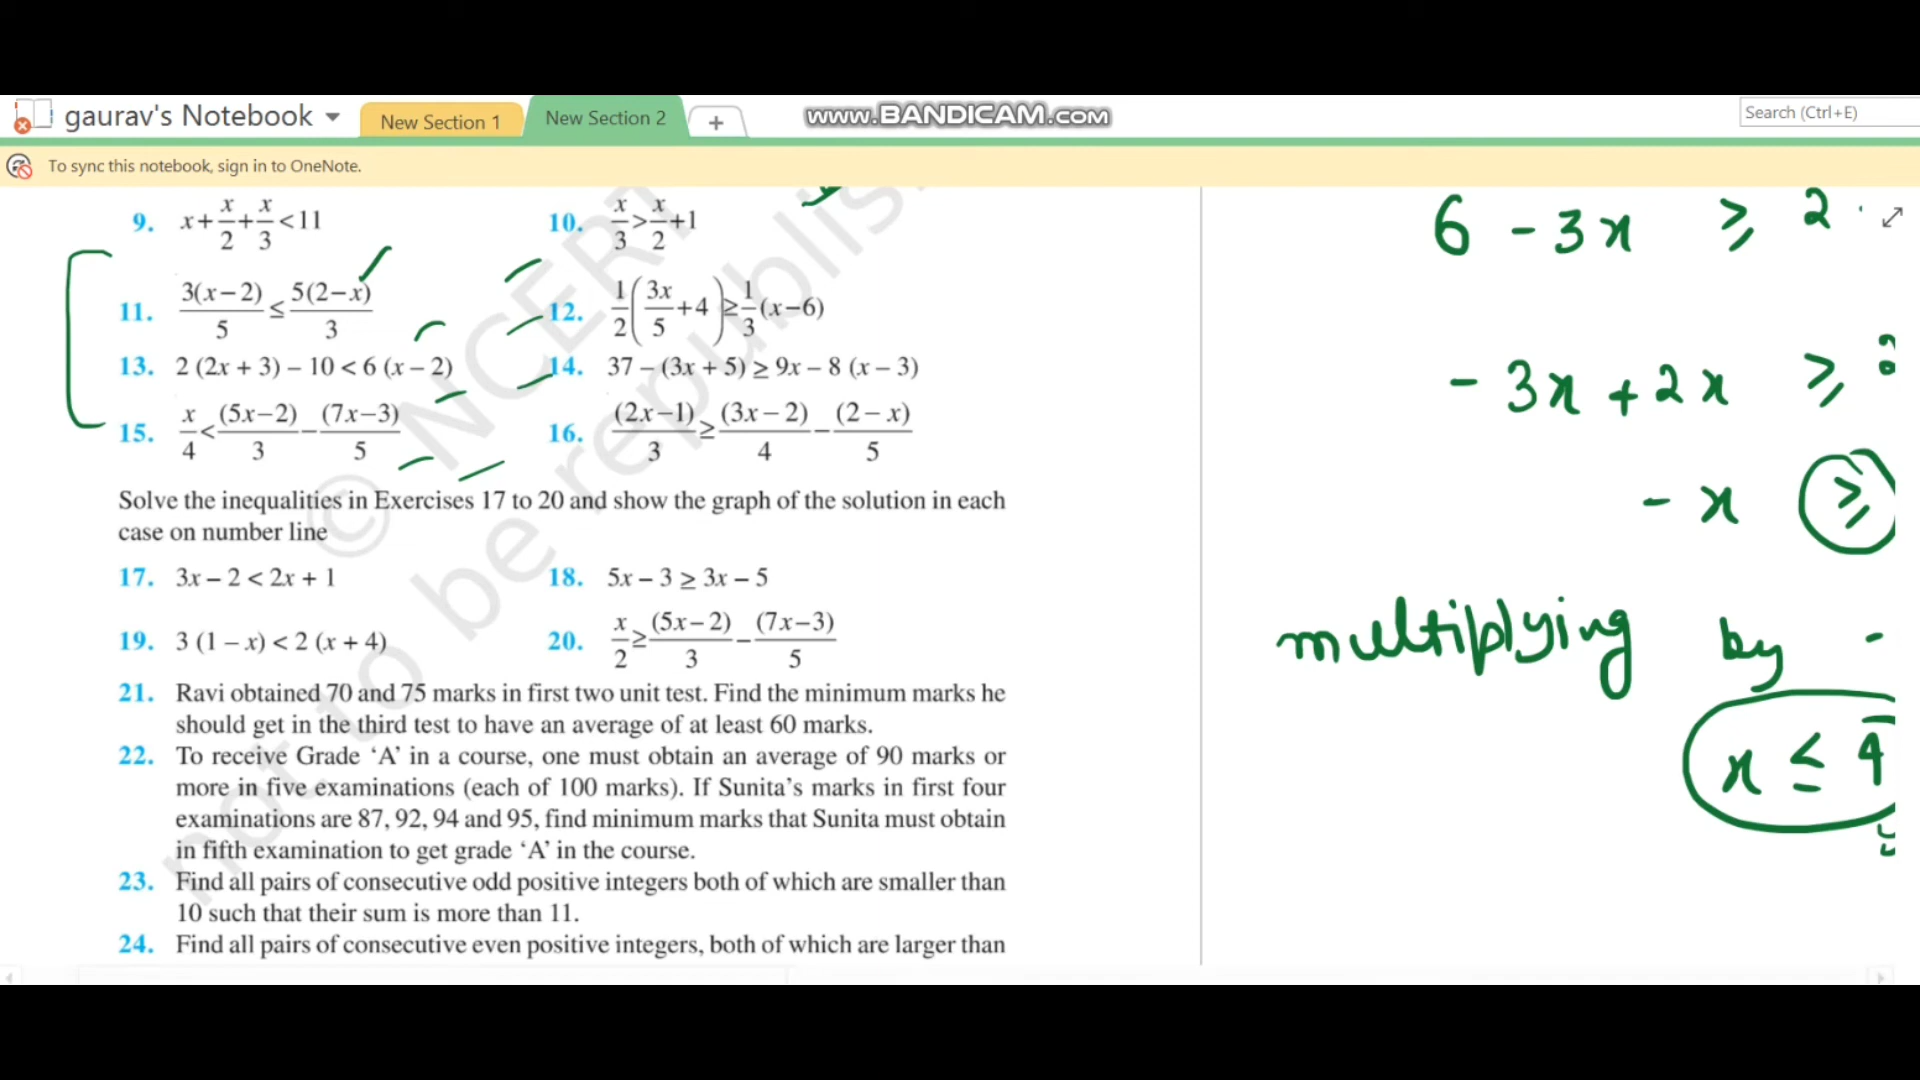 gaurav's Notebook
New Section 1
New Section 2
+
www.BANDICAM.com
Search (Ctrl+E)
To sync this notebook, sign in to OneNote.
© NCERT
not to be republis
9. x + x/2 + x/3 < 11
10. x/3 > x/2 + 1
11. 3(x – 2)/5 ≤ 5(2 – x)/3
12. 1/2 (3x/5 + 4) ≥ 1/3 (x – 6)
13. 2 (2x + 3) – 10 < 6 (x – 2)
14. 37 – (3x + 5) ≥ 9x – 8 (x – 3)
15. x/4 < (5x – 2)/3 – (7x – 3)/5
16. (2x – 1)/3 ≥ (3x – 2)/4 – (2 – x)/5
Solve the inequalities in Exercises 17 to 20 and show the graph of the solution in each
case on number line
17. 3x – 2 < 2x + 1
18. 5x – 3 ≥ 3x – 5
19. 3 (1 – x) < 2 (x + 4)
20. x/2 ≥ (5x – 2)/3 – (7x – 3)/5
21. Ravi obtained 70 and 75 marks in first two unit test. Find the minimum marks he
should get in the third test to have an average of at least 60 marks.
22. To receive Grade ‘A’ in a course, one must obtain an average of 90 marks or
more in five examinations (each of 100 marks). If Sunita’s marks in first four
examinations are 87, 92, 94 and 95, find minimum marks that Sunita must obtain
in fifth examination to get grade ‘A’ in the course.
23. Find all pairs of consecutive odd positive integers both of which are smaller than
10 such that their sum is more than 11.
24. Find all pairs of consecutive even positive integers, both of which are larger than
6 - 3x ≥ 2
- 3x + 2x ≥
- x ≥
multiplying by -
x ≤ 4